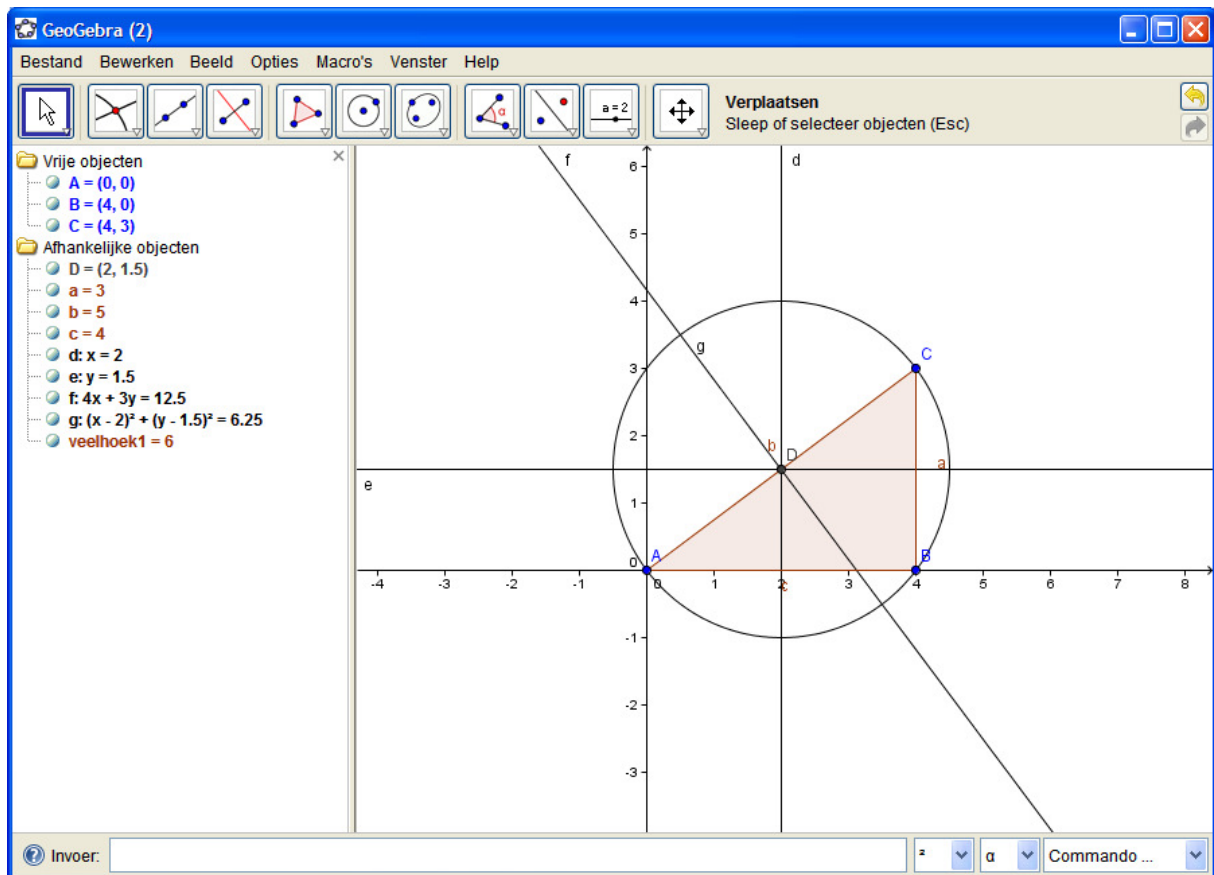 GeoGebra (2)
Bestand Bewerken Beeld Opties Macro's Venster Help
a = 2
α
Verplaatsen
Sleep of selecteer objecten (Esc)
Vrije objecten
A = (0, 0)
B = (4, 0)
C = (4, 3)
Afhankelijke objecten
D = (2, 1.5)
a = 3
b = 5
c = 4
d: x = 2
e: y = 1.5
f: 4x + 3y = 12.5
g: (x - 2)² + (y - 1.5)² = 6.25
veelhoek1 = 6
f
d
6
5
4
g
C
3
2
b
D
a
e
1
0
A
B
-4 -3 -2 -1 0 1 2 3 4 5 6 7 8
c
-1
-2
-3
Invoer:
² α Commando ...